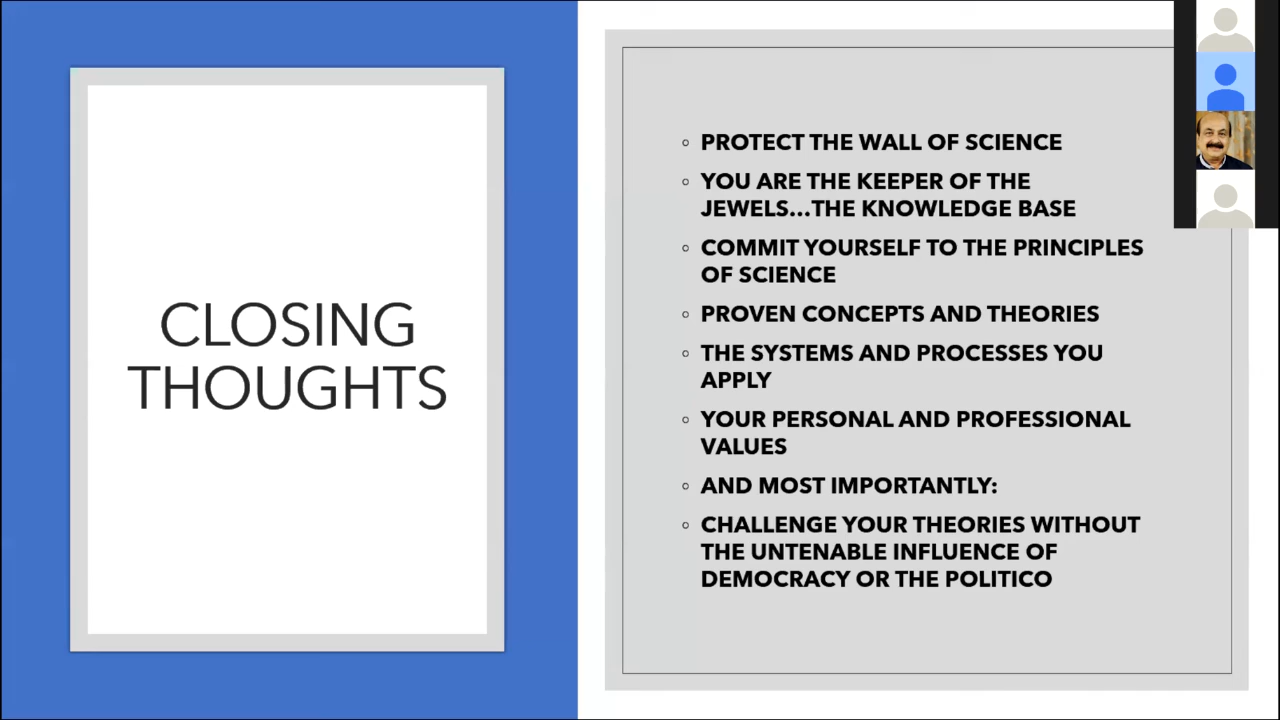 CLOSING
THOUGHTS
PROTECT THE WALL OF SCIENCE
YOU ARE THE KEEPER OF THE
JEWELS...THE KNOWLEDGE BASE
COMMIT YOURSELF TO THE PRINCIPLES
OF SCIENCE
PROVEN CONCEPTS AND THEORIES
THE SYSTEMS AND PROCESSES YOU
APPLY
YOUR PERSONAL AND PROFESSIONAL
VALUES
AND MOST IMPORTANTLY:
CHALLENGE YOUR THEORIES WITHOUT
THE UNTENABLE INFLUENCE OF
DEMOCRACY OR THE POLITICO